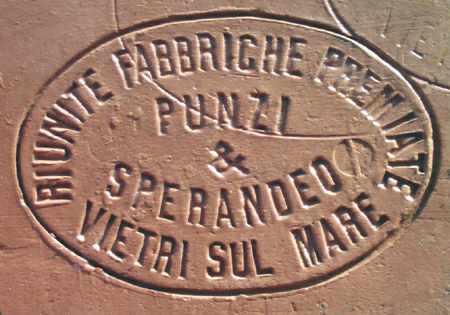 RIUNITE FABBRICHE PREMIATE
PUNZI
&
SPERANDEO
VIETRI SUL MARE